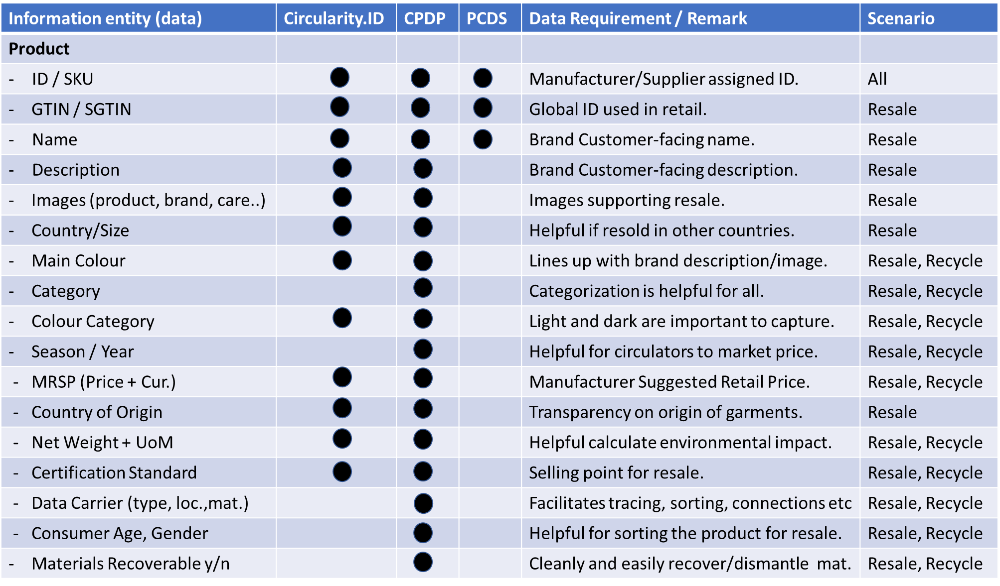 Information entity (data) Circularity.ID CPDP PCDS Data Requirement / Remark Scenario
Product
- ID / SKU Manufacturer/Supplier assigned ID. All
- GTIN / SGTIN Global ID used in retail. Resale
- Name Brand Customer-facing name. Resale
- Description Brand Customer-facing description. Resale
- Images (product, brand, care..) Images supporting resale. Resale
- Country/Size Helpful if resold in other countries. Resale
- Main Colour Lines up with brand description/image. Resale, Recycle
- Category Categorization is helpful for all. Resale, Recycle
- Colour Category Light and dark are important to capture. Resale, Recycle
- Season / Year Helpful for circulators to market price. Resale, Recycle
- MRSP (Price + Cur.) Manufacturer Suggested Retail Price. Resale, Recycle
- Country of Origin Transparency on origin of garments. Resale
- Net Weight + UoM Helpful calculate environmental impact. Resale, Recycle
- Certification Standard Selling point for resale. Resale, Recycle
- Data Carrier (type, loc.,mat.) Facilitates tracing, sorting, connections etc Resale, Recycle
- Consumer Age, Gender Helpful for sorting the product for resale. Resale, Recycle
- Materials Recoverable y/n Cleanly and easily recover/dismantle mat. Resale, Recycle